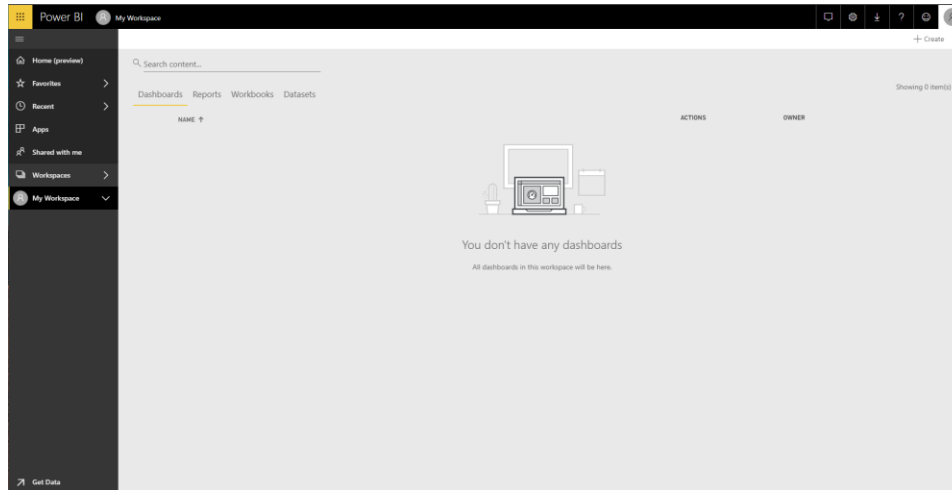 Power BI My Workspace
+ Create
Home (preview)
Favorites
Recent
Apps
Shared with me
Workspaces
My Workspace
Get Data
Search content...
Showing 0 item(s)
Dashboards Reports Workbooks Datasets
NAME ↑ ACTIONS OWNER
You don't have any dashboards
All dashboards in this workspace will be here.